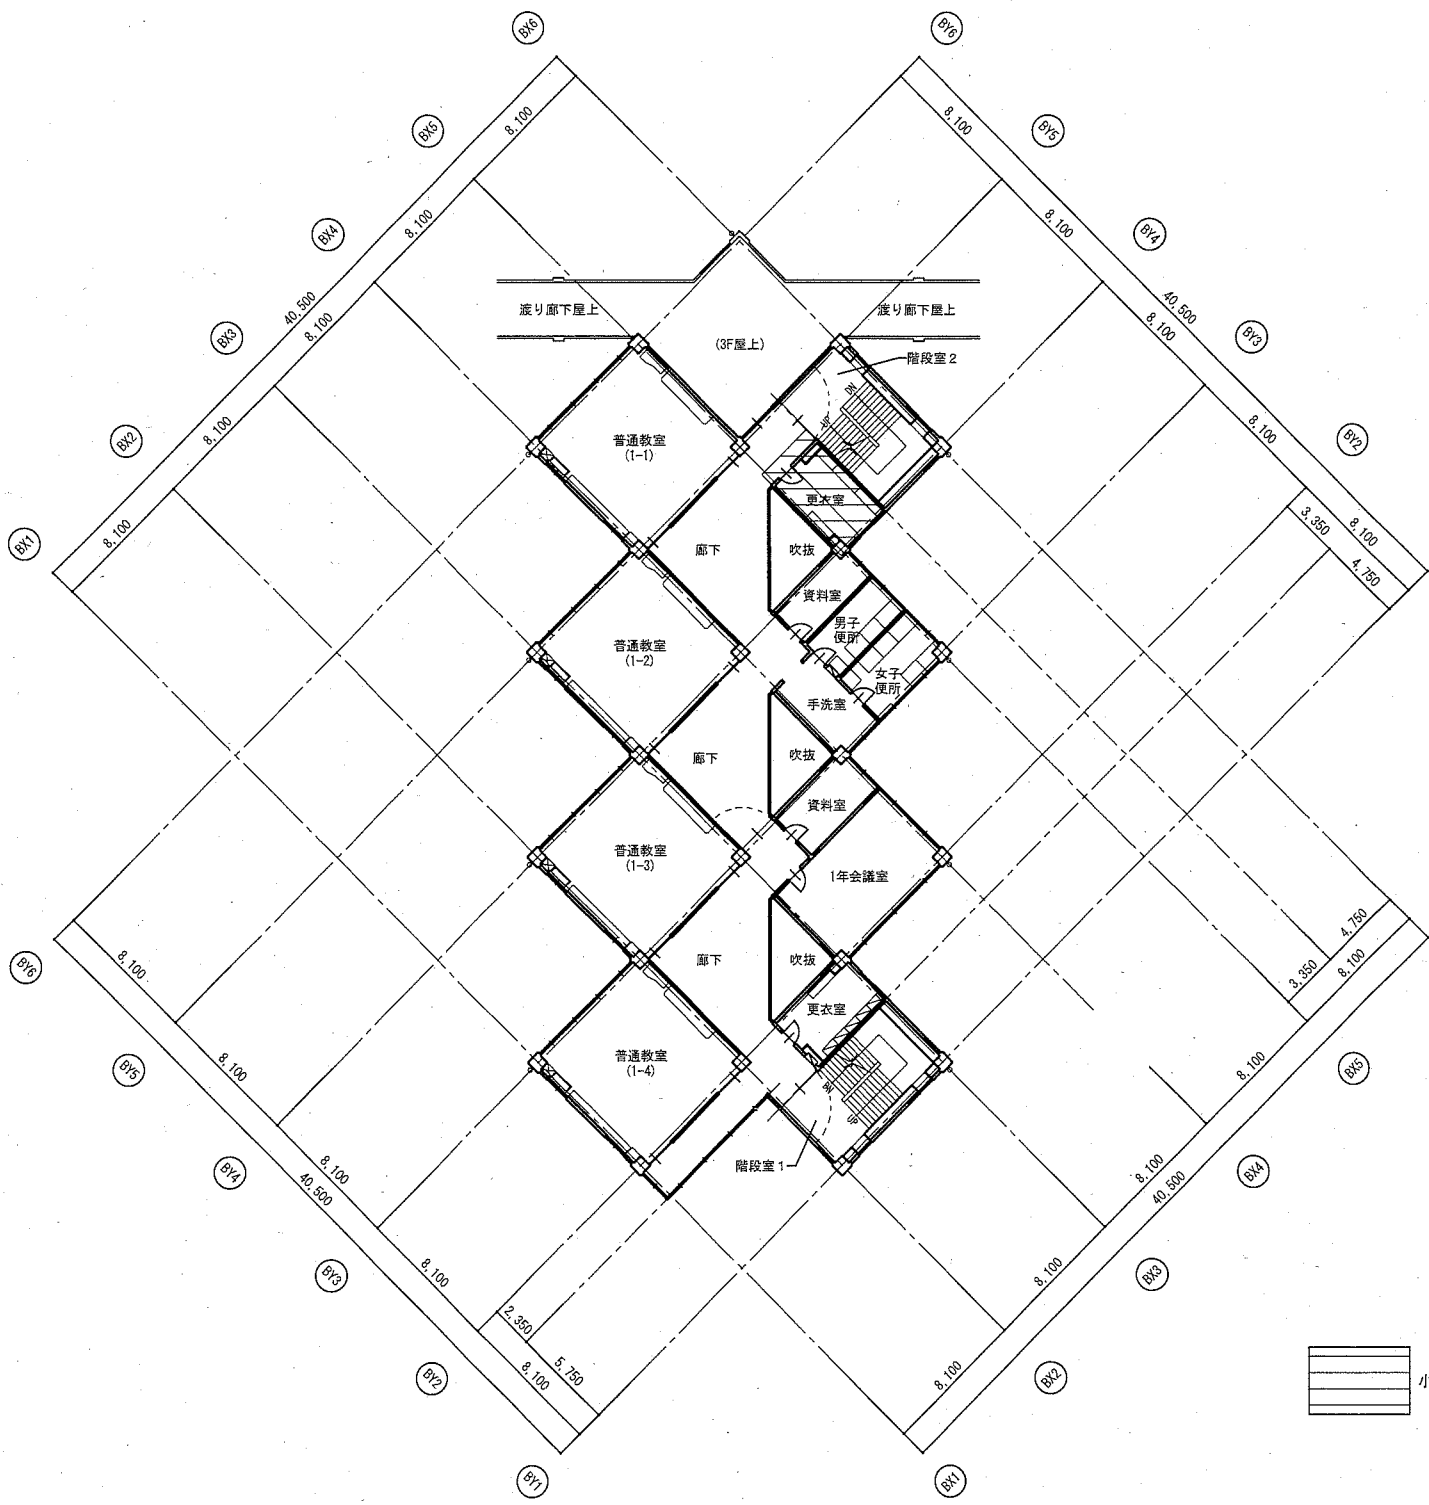 BX6
BY6
BX5
8,100
8,100
BY5
BX4
8,100
8,100
BY4
40,500
40,500
BX3
8,100
渡り廊下屋上
渡り廊下屋上
8,100
BY3
(3F屋上)
階段室2
DN
UP
BX2
8,100
普通教室
(1-1)
8,100
BY2
更衣室
3,350
8,100
BX1
8,100
廊下
吹抜
4,750
資料室
男子
便所
普通教室
(1-2)
女子
便所
手洗室
廊下
吹抜
資料室
普通教室
(1-3)
1年会議室
4,750
BY6
8,100
廊下
吹抜
3,350
8,100
更衣室
普通教室
(1-4)
BY5
8,100
8,100
BX5
DN
UP
階段室1
BY4
8,100
40,500
8,100
40,500
BX4
BY3
8,100
8,100
BX3
2,350
5,750
8,100
8,100
BY2
BX2
小
BY1
BX1